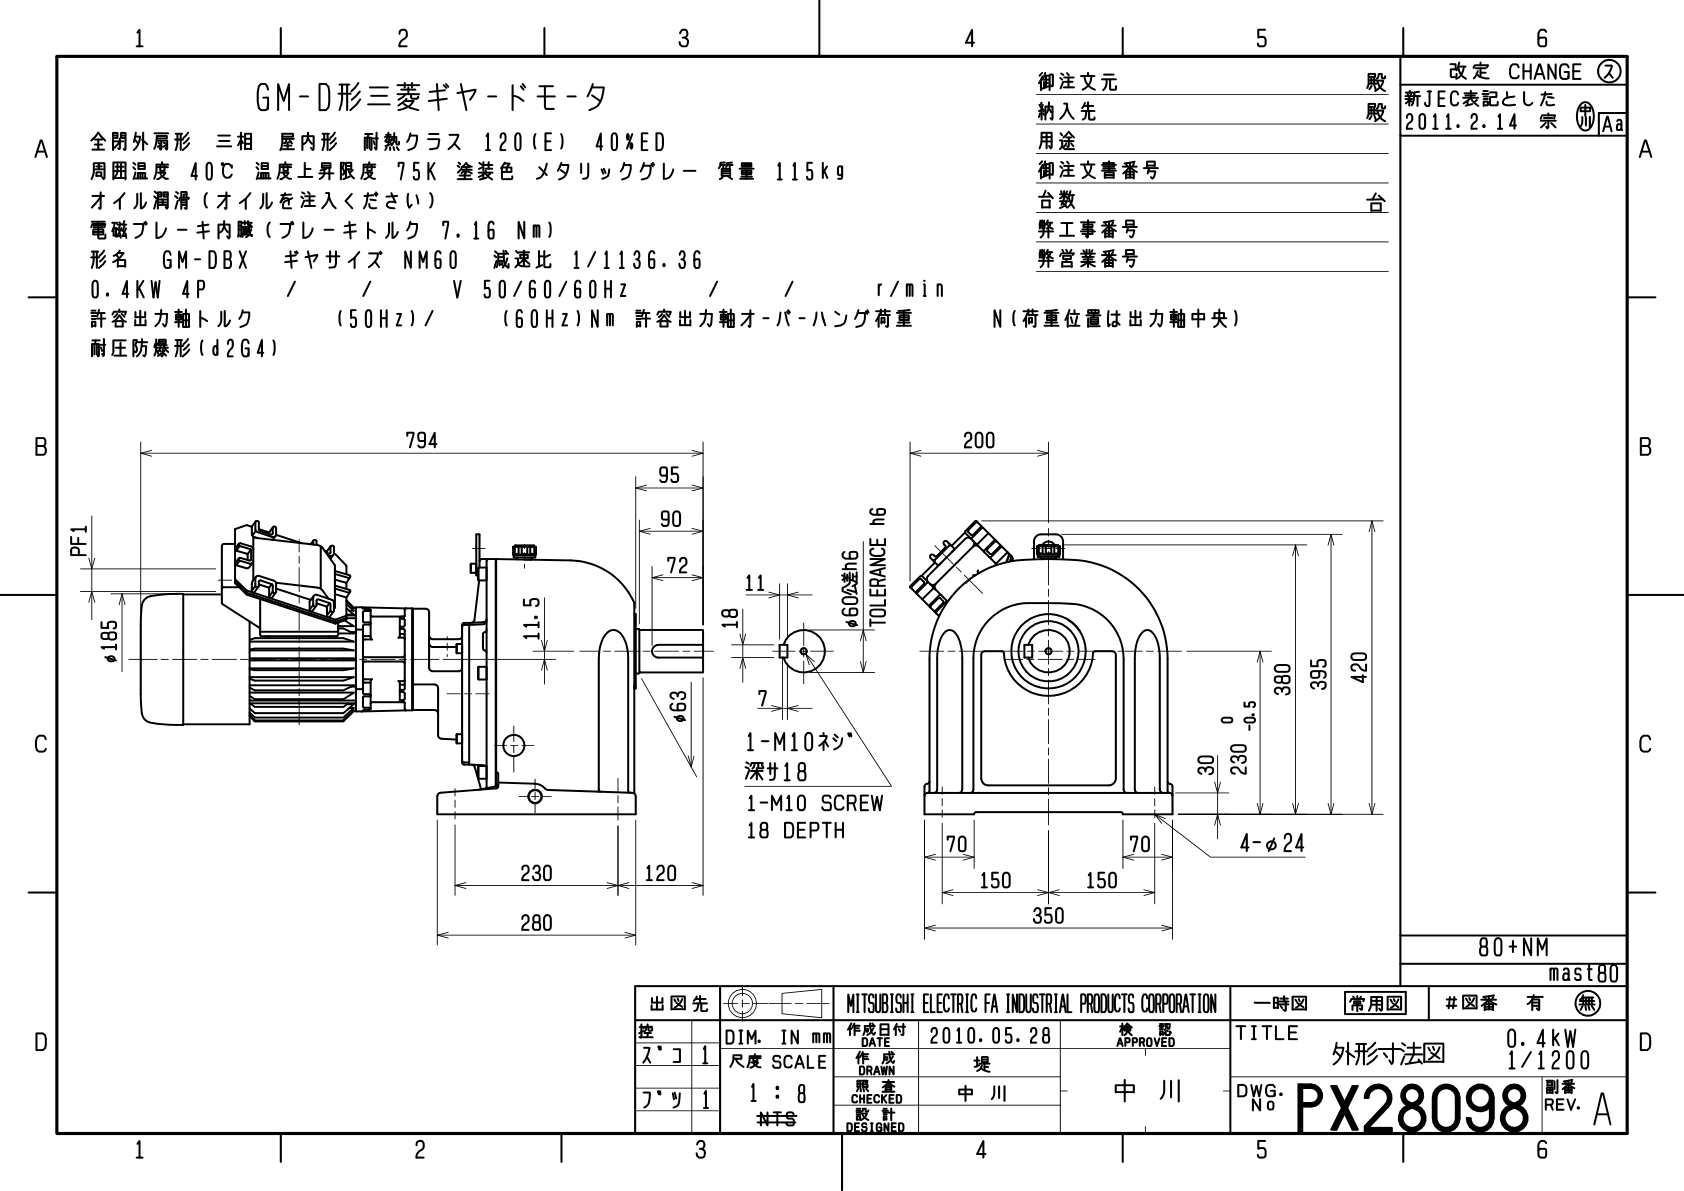 1 2 3 4 5 6
GM-D形三菱ギヤードモータ
全閉外扇形 三相 屋内形 耐熱クラス 120(E) 40%ED
周囲温度 40℃ 温度上昇限度 75K 塗装色 メタリックグレー 質量 115kg
オイル潤滑(オイルを注入ください)
電磁ブレーキ内臓(ブレーキトルク 7.16 Nm)
形名 GM-DBX ギヤサイズ NM60 減速比 1/1136.36
0.4KW 4P / / V 50/60/60Hz / / r/min
許容出力軸トルク (50Hz)/ (60Hz)Nm 許容出力軸オーバーハング荷重 N(荷重位置は出力軸中央)
耐圧防爆形(d2G4)
御注文元 殿
納入先 殿
用途
御注文書番号
台数 台
弊工事番号
弊営業番号
改定 CHANGE ス
新JEC表記とした
2011.2.14 宗 中川 Aa
A A
B B
C C
D D
794
95
90
72
PF1
φ185
11.5
φ63
230 120
280
11
18
7
φ60公差h6
TOLERANCE h6
1-M10ネジ
深サ18
1-M10 SCREW
18 DEPTH
200
30
230 0 -0.5
380
395
420
4-φ24
70 70
150 150
350
80+NM
mast80
出図先
控
ズコ 1
ブツ 1
DIM. IN mm
尺度 SCALE
1 : 8
NTS
MITSUBISHI ELECTRIC FA INDUSTRIAL PRODUCTS CORPORATION
作成日付 DATE 2010.05.28
作成 DRAWN 堤
照査 CHECKED 中川
設計 DESIGNED
検認 APPROVED
中川
一時図 常用図 #図番 有 無
TITLE
外形寸法図
0.4kW
1/1200
DWG. No PX28098
副番 REV. A
1 2 3 4 5 6